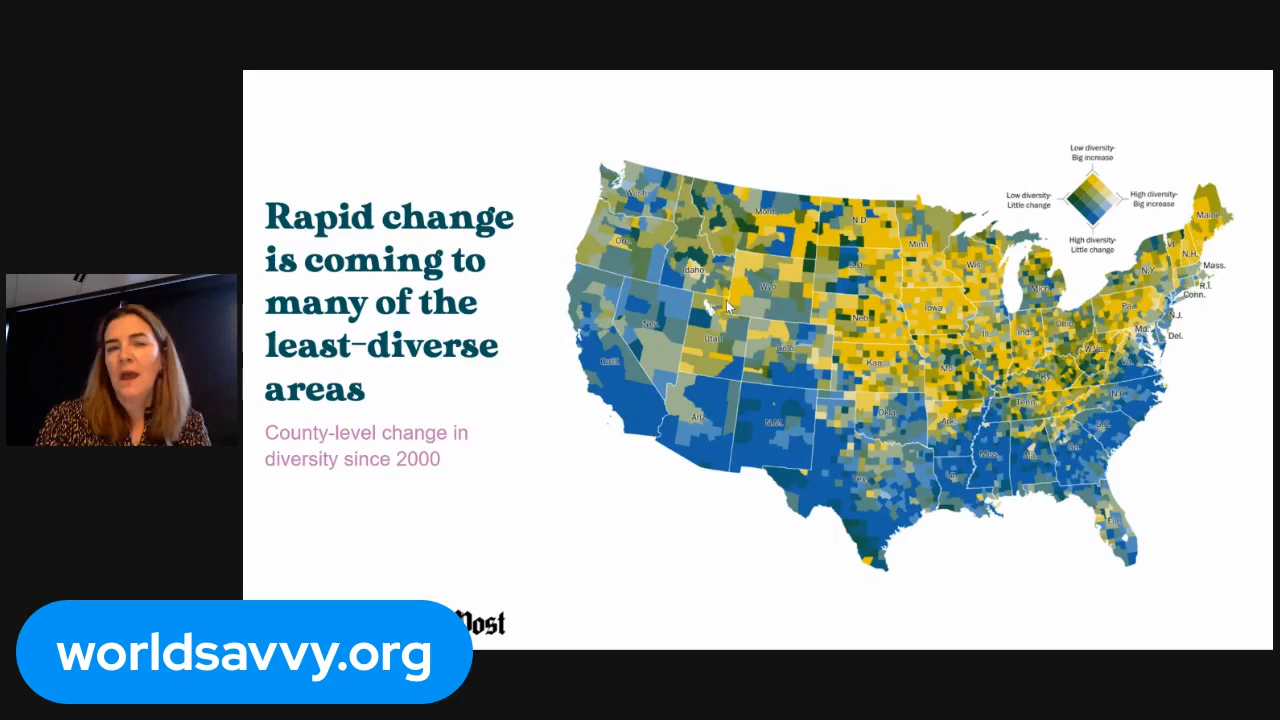 Rapid change
is coming to
many of the
least-diverse
areas
County-level change in
diversity since 2000
Low diversity-
Big increase
Low diversity-
Little change
High diversity-
Big increase
High diversity-
Little change
Wash.
Mont.
N.D.
Minn.
Maine
Ore.
Idaho
S.D.
Wis.
Vt.
N.H.
Mass.
N.Y.
R.I.
Conn.
Wyo.
Mich.
Nev.
Neb.
Iowa
Pa.
N.J.
Utah
Ill.
Ind.
Ohio
Md.
Del.
Calif.
Colo.
Kan.
Mo.
W.Va.
Va.
Ky.
Ari.
N.M.
Okla.
Ark.
Tenn.
N.C.
S.C.
Tex.
La.
Miss.
Ala.
Ga.
Fla.
Post
worldsavvy.org